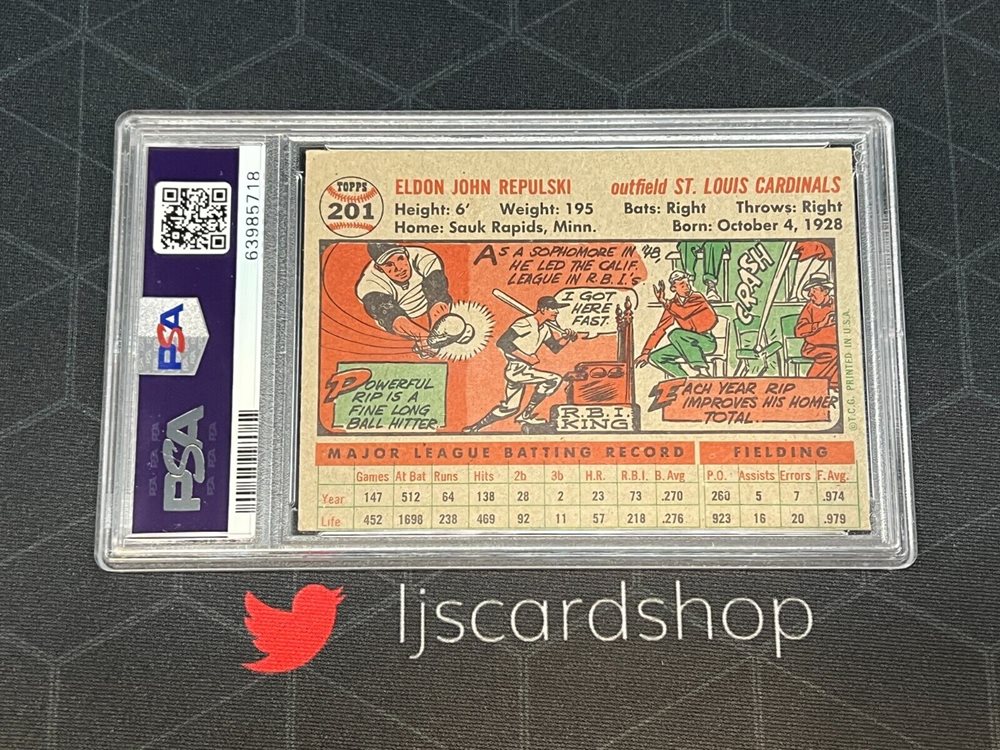 63985718
PSA
PSA
TOPPS
201
ELDON JOHN REPULSKI outfield ST. LOUIS CARDINALS
Height: 6' Weight: 195 Bats: Right Throws: Right
Home: Sauk Rapids, Minn. Born: October 4, 1928
AS A SOPHOMORE IN '48
HE LED THE CALIF.
LEAGUE IN R.B.I.'s
I GOT
HERE
FAST.
CRASH
POWERFUL
RIP IS A
FINE LONG
BALL HITTER.
R.B.I.
KING
EACH YEAR RIP
IMPROVES HIS HOMER
TOTAL.
©T.C.G. PRINTED IN U.S.A.
MAJOR LEAGUE BATTING RECORD FIELDING
Games At Bat Runs Hits 2b 3b H.R. R.B.I. B. Avg P.O. Assists Errors F. Avg.
Year 147 512 64 138 28 2 23 73 .270 260 5 7 .974
Life 452 1698 238 469 92 11 57 218 .276 923 16 20 .979
ljscardshop